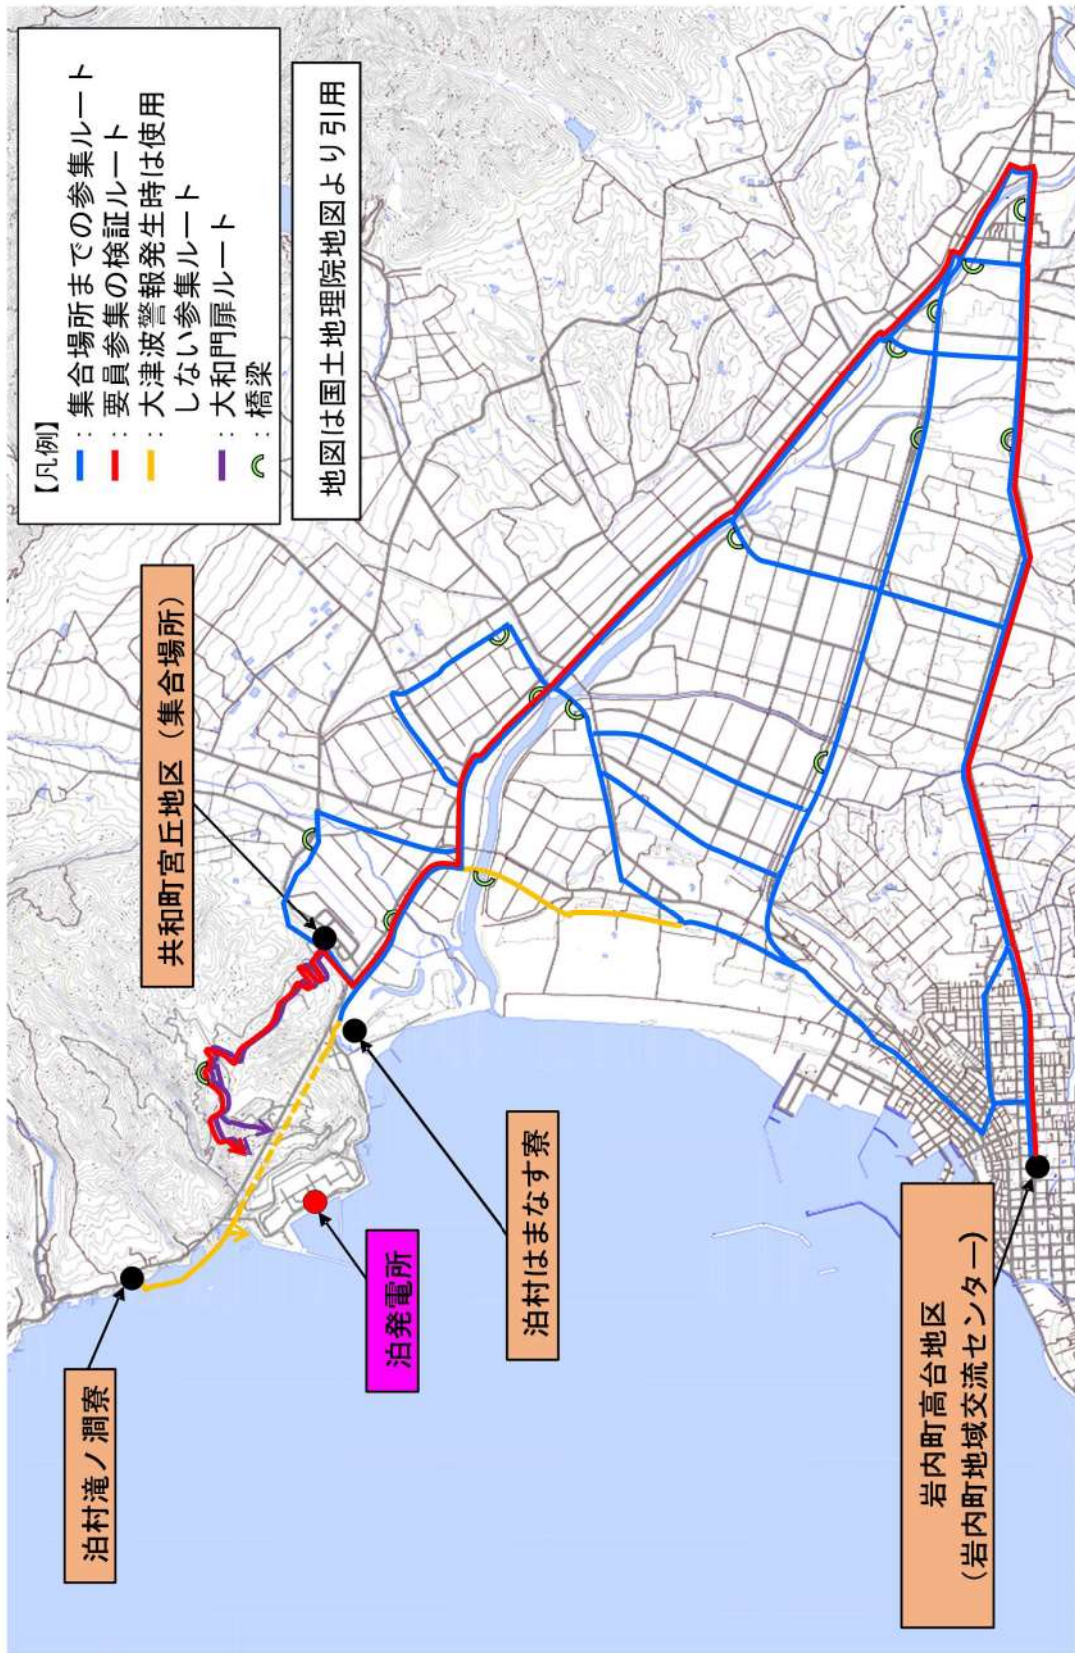 【凡例】
：集合場所までの参集ルート
：要員参集の検証ルート
：大津波警報発生時は使用
しない参集ルート
：大和門扉ルート
：橋梁
地図は国土地理院地図より引用
共和町宮丘地区（集合場所）
泊村滝ノ澗寮
泊発電所
泊村はまなす寮
岩内町高台地区
（岩内町地域交流センター）